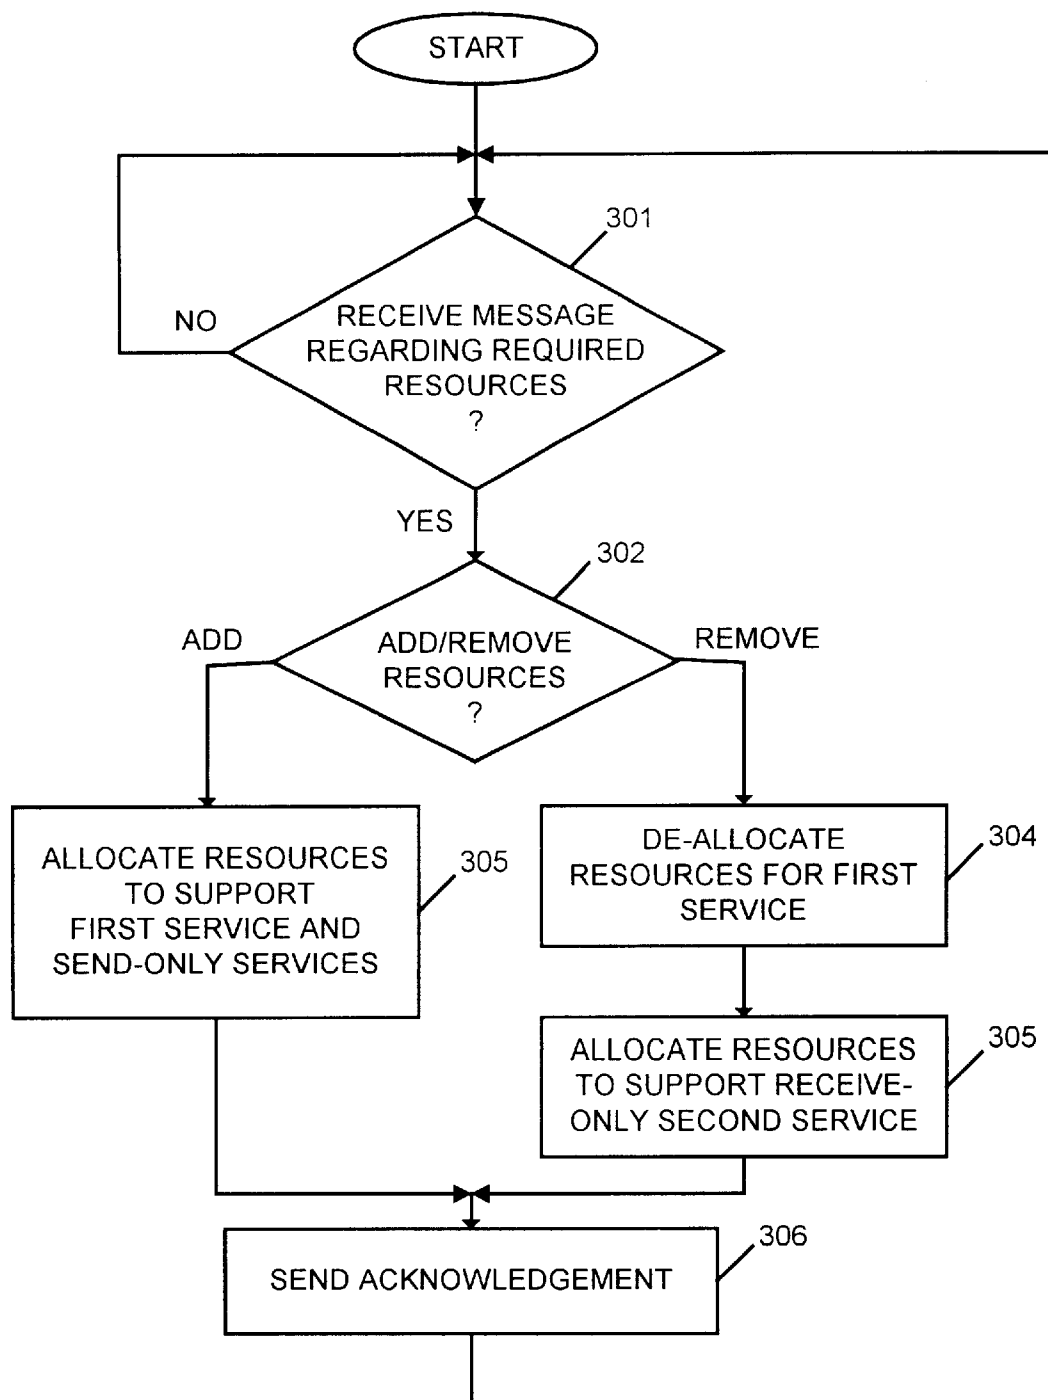 START
301
NO
RECEIVE MESSAGE
REGARDING REQUIRED
RESOURCES
?
YES
302
ADD
ADD/REMOVE
RESOURCES
?
REMOVE
ALLOCATE RESOURCES
TO SUPPORT
FIRST SERVICE AND
SEND-ONLY SERVICES
305
DE-ALLOCATE
RESOURCES FOR FIRST
SERVICE
304
ALLOCATE RESOURCES
TO SUPPORT RECEIVE-
ONLY SECOND SERVICE
305
SEND ACKNOWLEDGEMENT
306